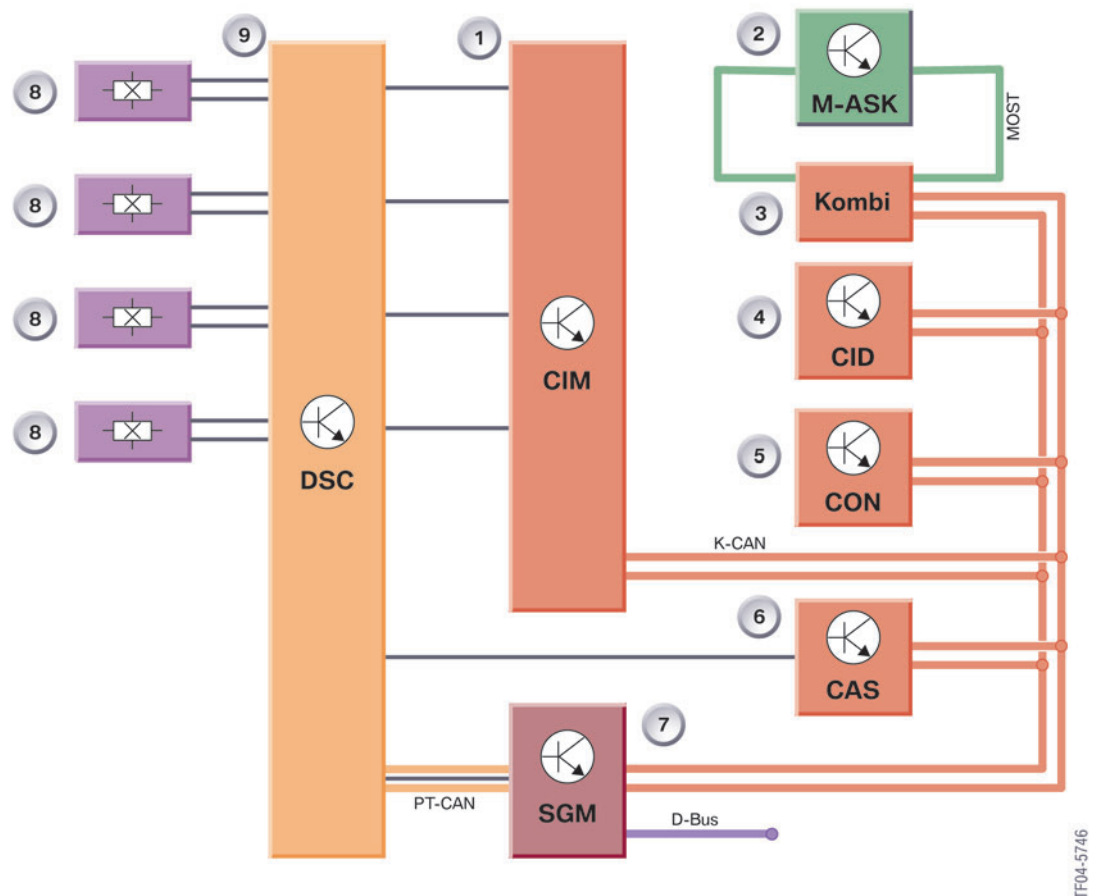 9
1
2
8
M-ASK
MOST
8
3
Kombi
8
4
CID
CIM
8
5
DSC
CON
K-CAN
6
CAS
7
PT-CAN
SGM
D-Bus
TF04-5746